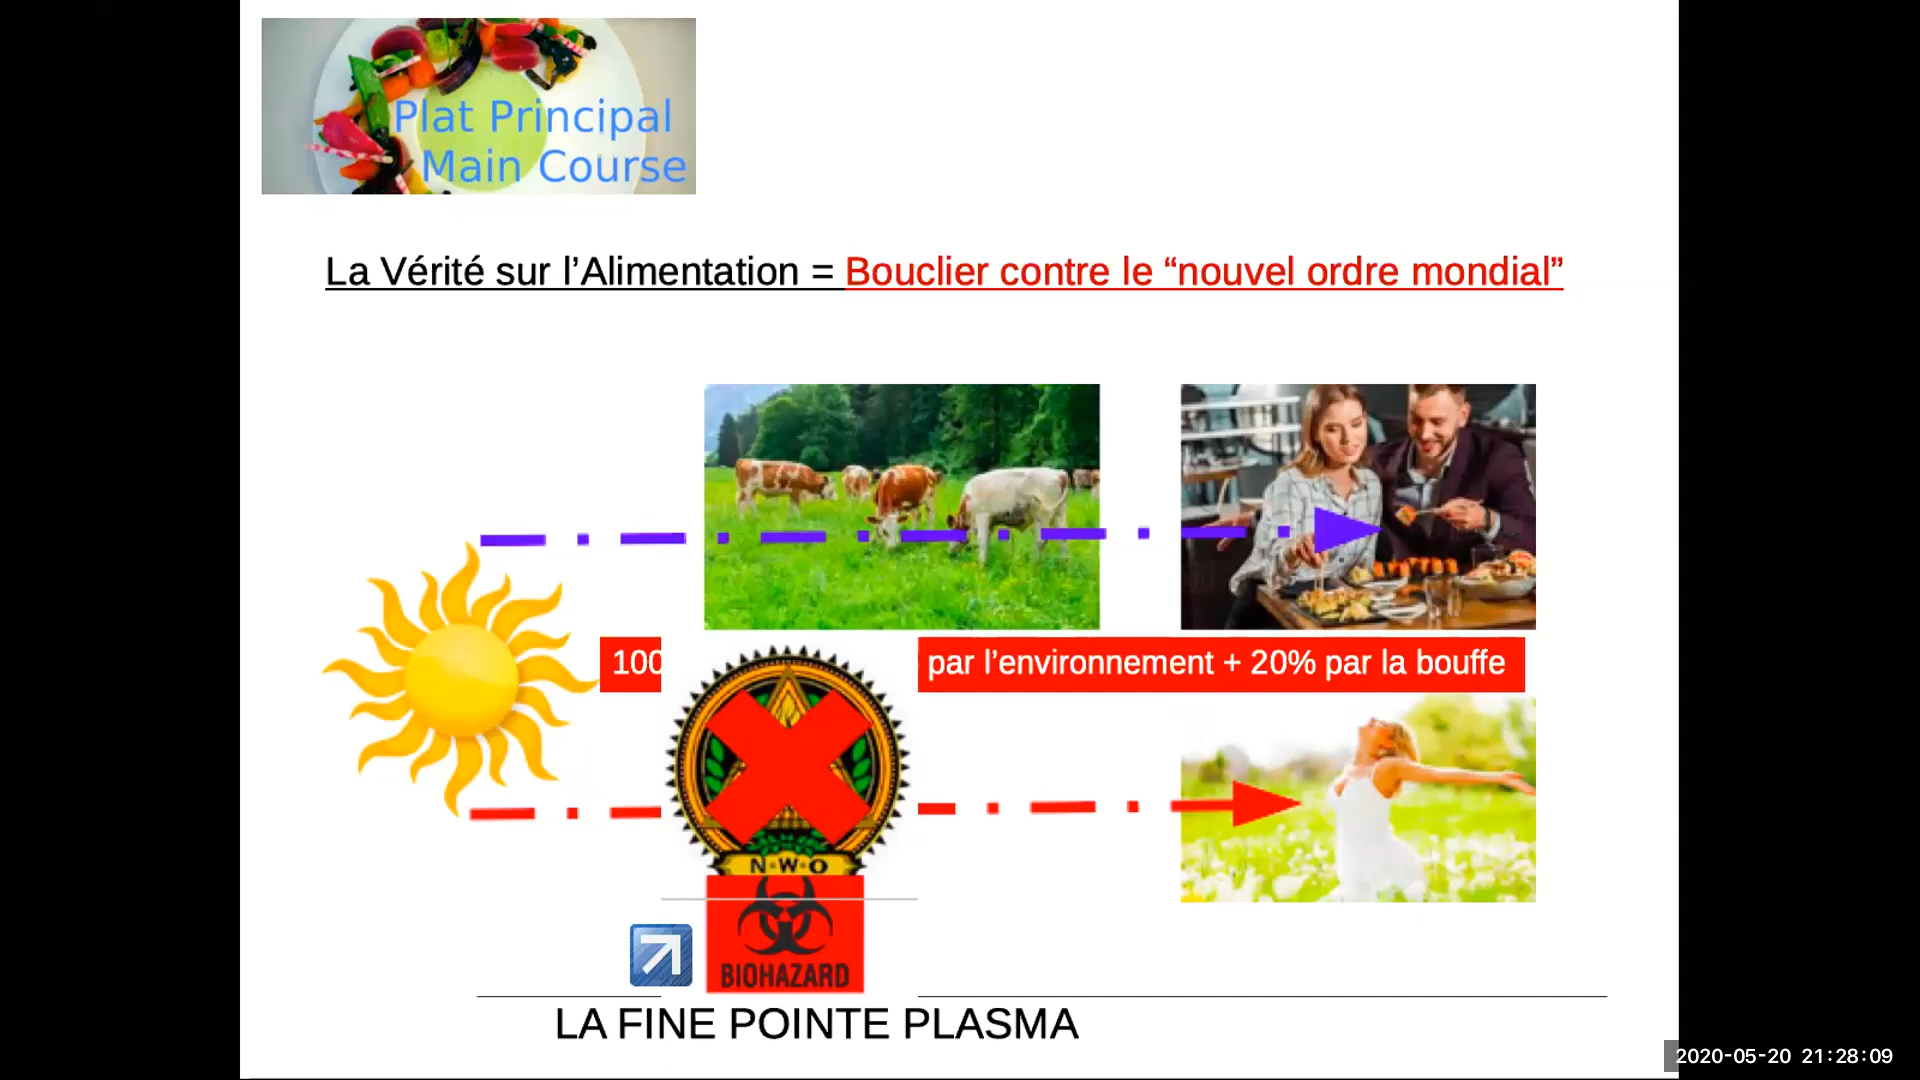 Plat Principal
Main Course
La Vérité sur l’Alimentation = Bouclier contre le “nouvel ordre mondial”
100
par l’environnement + 20% par la bouffe
N W O
BIOHAZARD
LA FINE POINTE PLASMA
2020-05-20 21:28:09